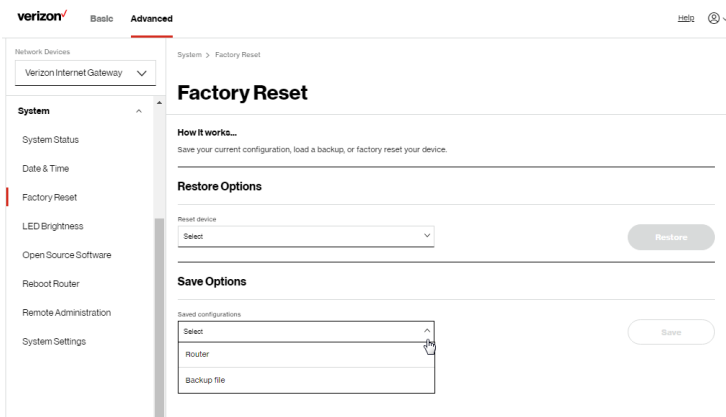 verizon Basic Advanced Help
Network Devices
Verizon Internet Gateway
System
System Status
Date & Time
Factory Reset
LED Brightness
Open Source Software
Reboot Router
Remote Administration
System Settings
System > Factory Reset
Factory Reset
How it works...
Save your current configuration, load a backup, or factory reset your device.
Restore Options
Reset device
Select
Restore
Save Options
Saved configurations
Select
Save
Router
Backup file